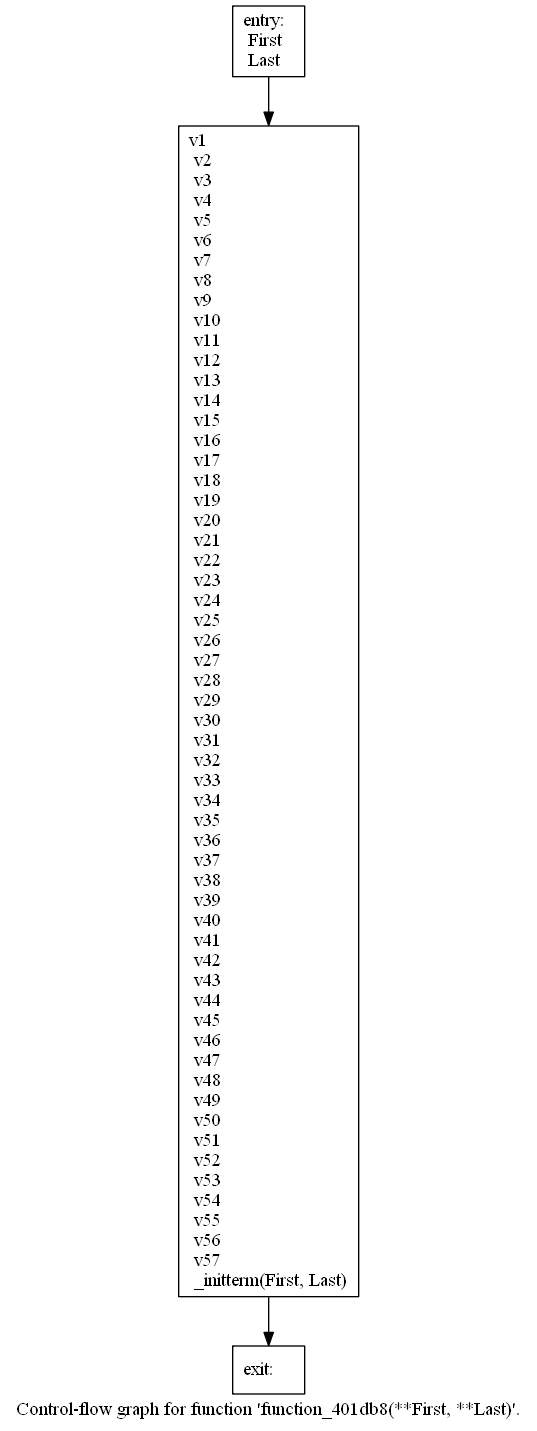 entry:
First
Last
v1
v2
v3
v4
v5
v6
v7
v8
v9
v10
v11
v12
v13
v14
v15
v16
v17
v18
v19
v20
v21
v22
v23
v24
v25
v26
v27
v28
v29
v30
v31
v32
v33
v34
v35
v36
v37
v38
v39
v40
v41
v42
v43
v44
v45
v46
v47
v48
v49
v50
v51
v52
v53
v54
v55
v56
v57
_initterm(First, Last)
exit:
Control-flow graph for function 'function_401db8(**First, **Last)'.